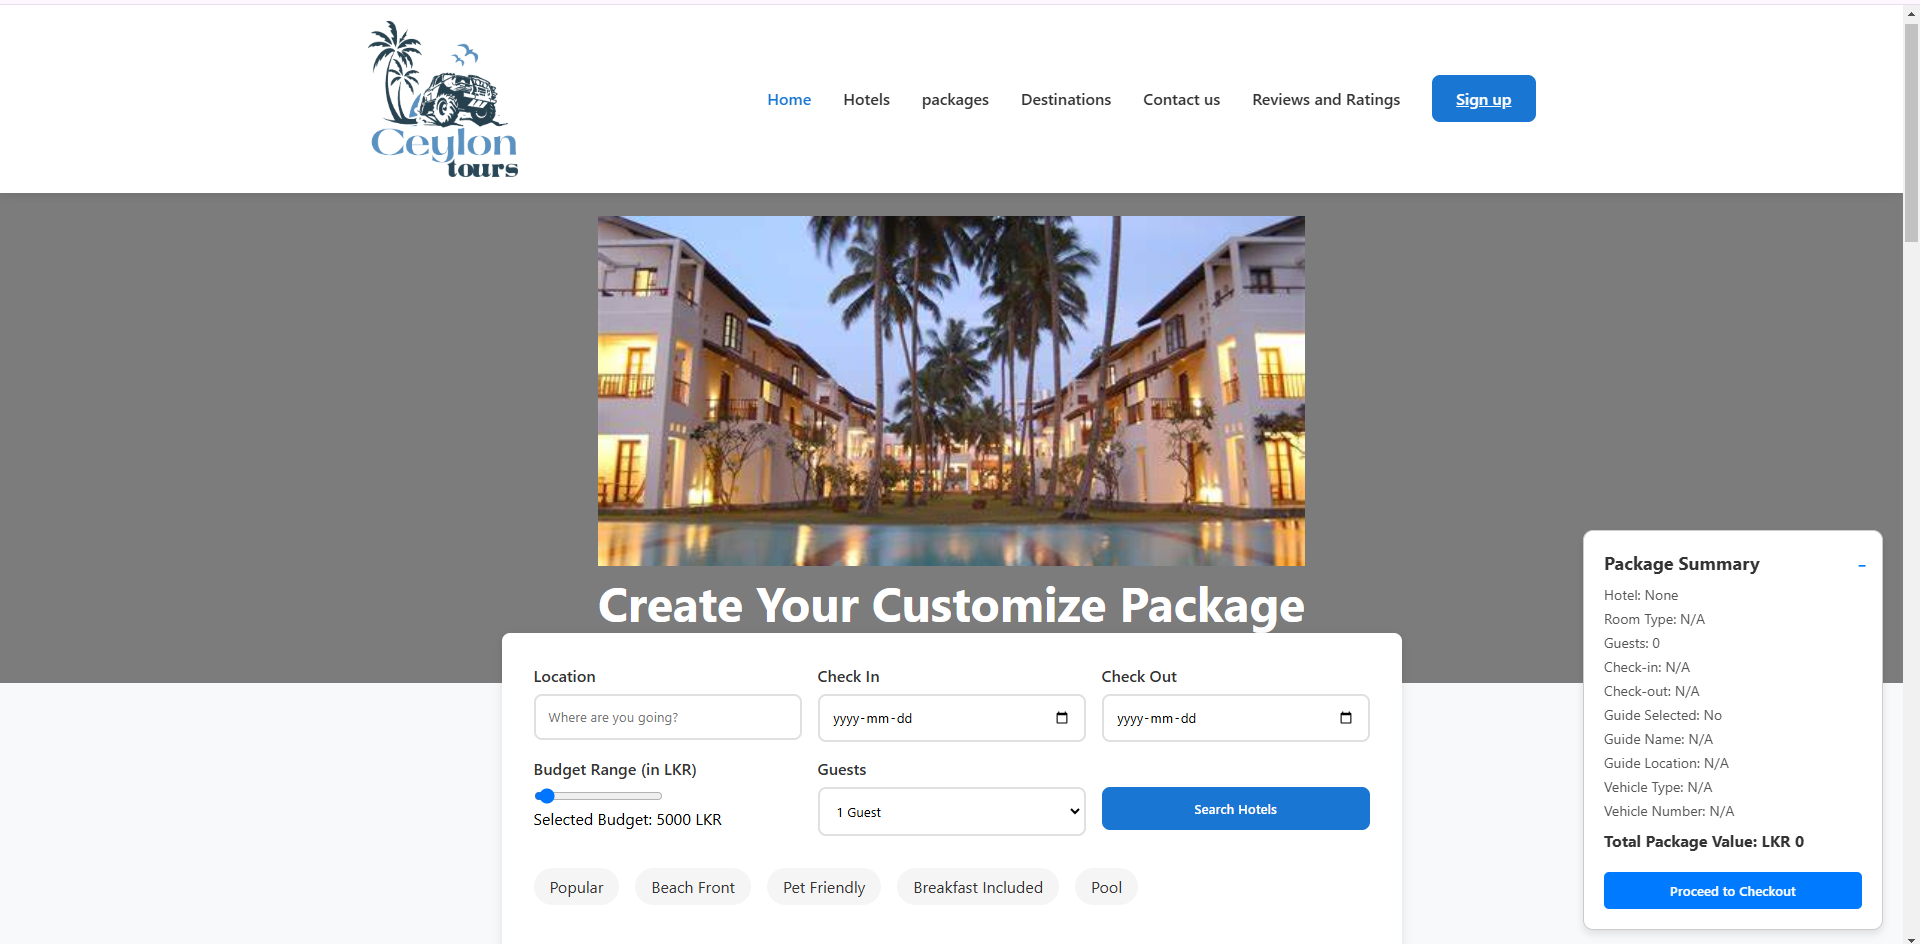 Ceylon
tours
Home
Hotels
packages
Destinations
Contact us
Reviews and Ratings
Sign up
Create Your Customize Package
Location
Where are you going?
Check In
yyyy-mm-dd
Check Out
yyyy-mm-dd
Budget Range (in LKR)
Selected Budget: 5000 LKR
Guests
1 Guest
Search Hotels
Popular
Beach Front
Pet Friendly
Breakfast Included
Pool
Package Summary
–
Hotel: None
Room Type: N/A
Guests: 0
Check-in: N/A
Check-out: N/A
Guide Selected: No
Guide Name: N/A
Guide Location: N/A
Vehicle Type: N/A
Vehicle Number: N/A
Total Package Value: LKR 0
Proceed to Checkout